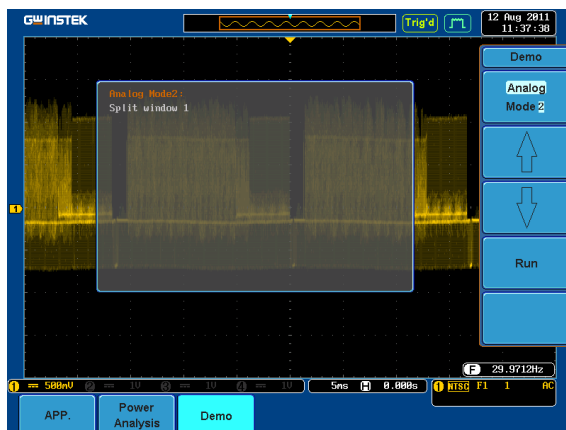 GWINSTEK
Trig'd
12 Aug 2011
11:37:38
Demo
Analog Mode2:
Split window 1
Analog
Mode 2
1
Run
F 29.9712Hz
1 == 500mV 2 == 1V 3 == 1V 4 == 1V
5ms H 0.000s
1 NTSC F1 1 AC
APP.
Power
Analysis
Demo